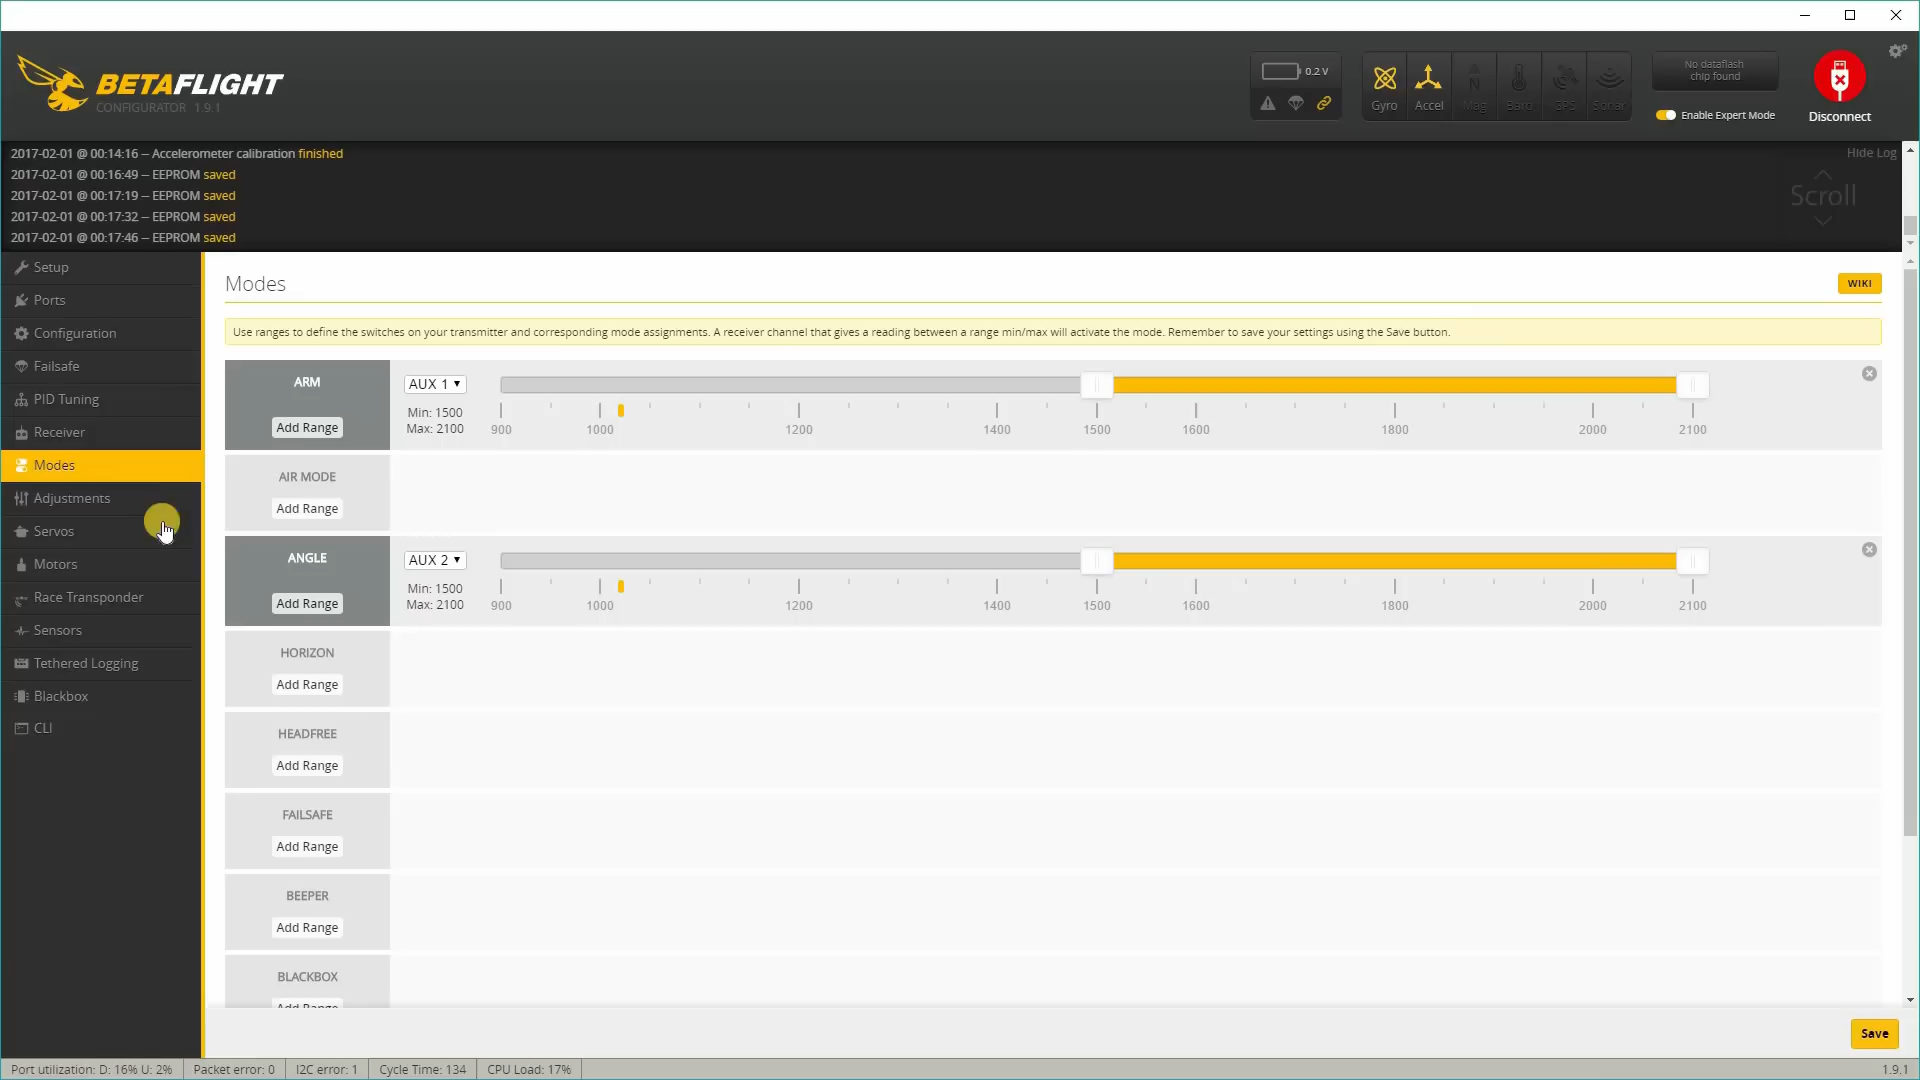 BETAFLIGHT
CONFIGURATOR 1.9.1
0.2 V
Gyro
Accel
Mag
Baro
GPS
Sonar
No dataflash
chip found
Enable Expert Mode
Disconnect
2017-02-01 @ 00:14:16 -- Accelerometer calibration finished
2017-02-01 @ 00:16:49 -- EEPROM saved
2017-02-01 @ 00:17:19 -- EEPROM saved
2017-02-01 @ 00:17:32 -- EEPROM saved
2017-02-01 @ 00:17:46 -- EEPROM saved
Hide Log
Scroll
Setup
Ports
Configuration
Failsafe
PID Tuning
Receiver
Modes
Adjustments
Servos
Motors
Race Transponder
Sensors
Tethered Logging
Blackbox
CLI
Modes
WIKI
Use ranges to define the switches on your transmitter and corresponding mode assignments. A receiver channel that gives a reading between a range min/max will activate the mode. Remember to save your settings using the Save button.
ARM
Add Range
AUX 1
Min: 1500
Max: 2100
900 1000 1200 1400 1500 1600 1800 2000 2100
AIR MODE
Add Range
ANGLE
Add Range
AUX 2
Min: 1500
Max: 2100
900 1000 1200 1400 1500 1600 1800 2000 2100
HORIZON
Add Range
HEADFREE
Add Range
FAILSAFE
Add Range
BEEPER
Add Range
BLACKBOX
Add Range
Save
Port utilization: D: 16% U: 2% Packet error: 0 I2C error: 1 Cycle Time: 134 CPU Load: 17% 1.9.1